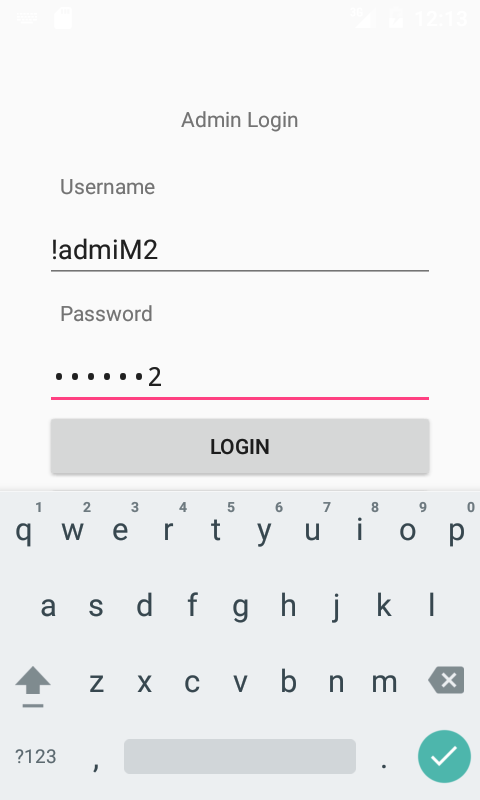 12:13
Admin Login
Username
!admiM2
Password
••••••2
LOGIN
1 2 3 4 5 6 7 8 9 0
q w e r t y u i o p
a s d f g h j k l
z x c v b n m
?123 , .